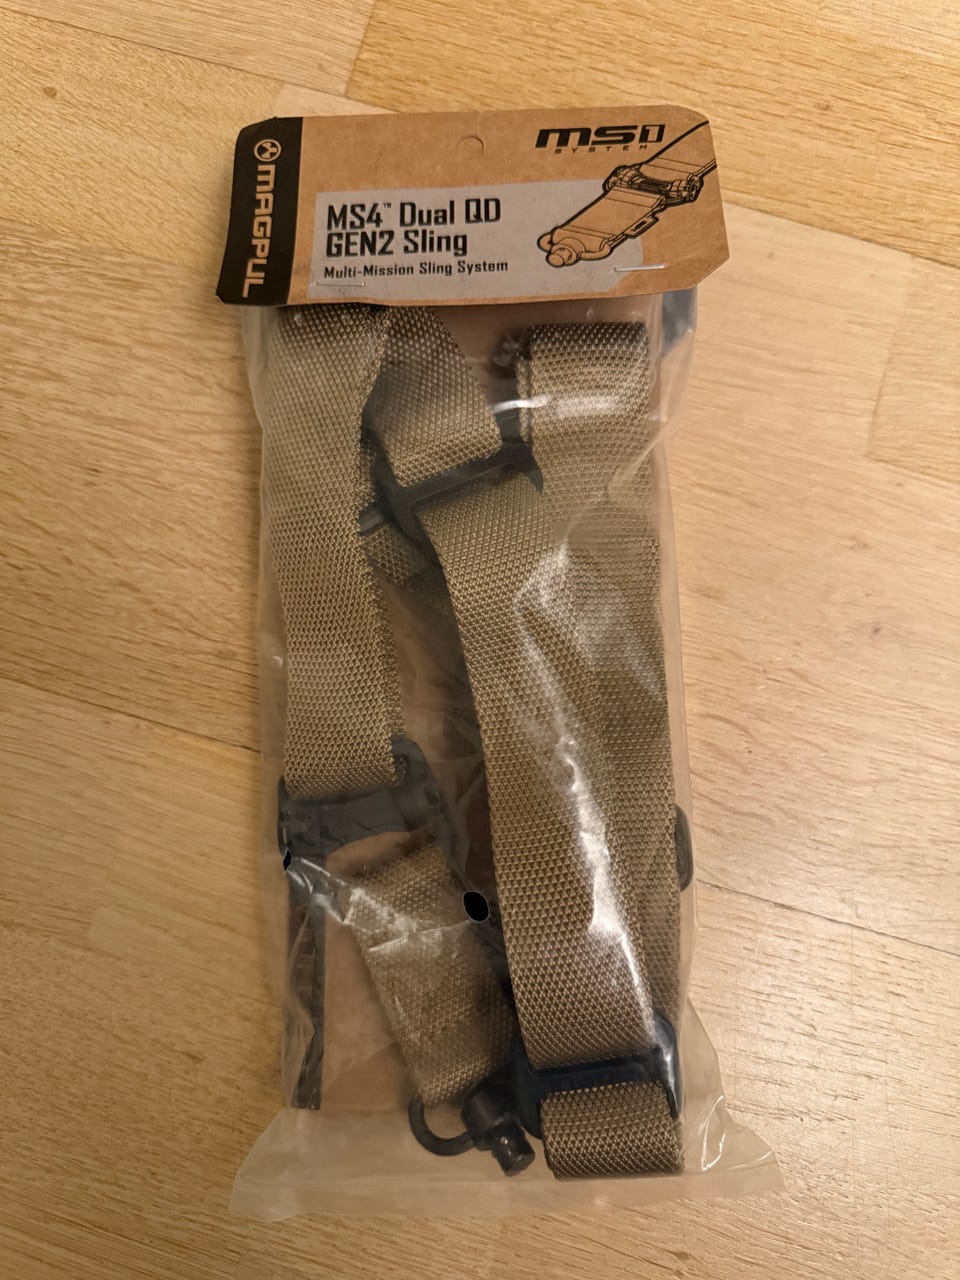 MAGPUL
MS1
SYSTEM
MS4™ Dual QD
GEN2 Sling
Multi-Mission Sling System